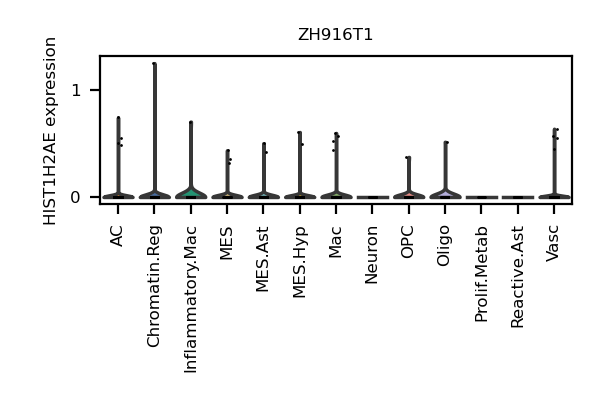 ZH916T1
HIST1H2AE expression
1
0
AC
Chromatin.Reg
Inflammatory.Mac
MES
MES.Ast
MES.Hyp
Mac
Neuron
OPC
Oligo
Prolif.Metab
Reactive.Ast
Vasc